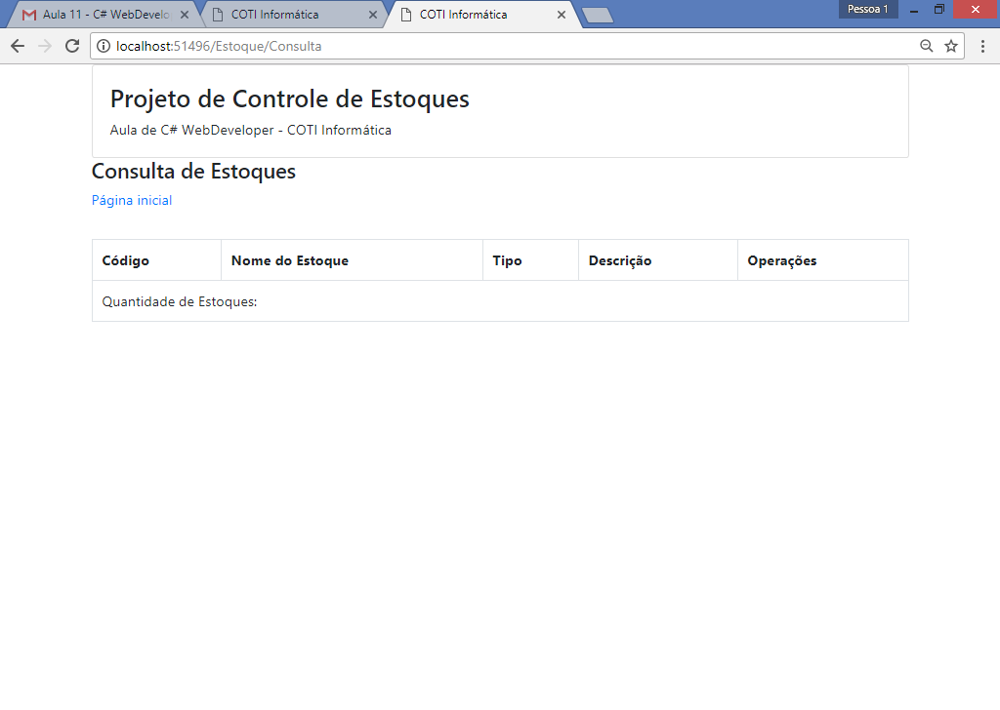 Aula 11 - C# WebDevelo
COTI Informática
COTI Informática
Pessoa 1
localhost:51496/Estoque/Consulta
Projeto de Controle de Estoques
Aula de C# WebDeveloper - COTI Informática
Consulta de Estoques
Página inicial
Código Nome do Estoque Tipo Descrição Operações
Quantidade de Estoques: